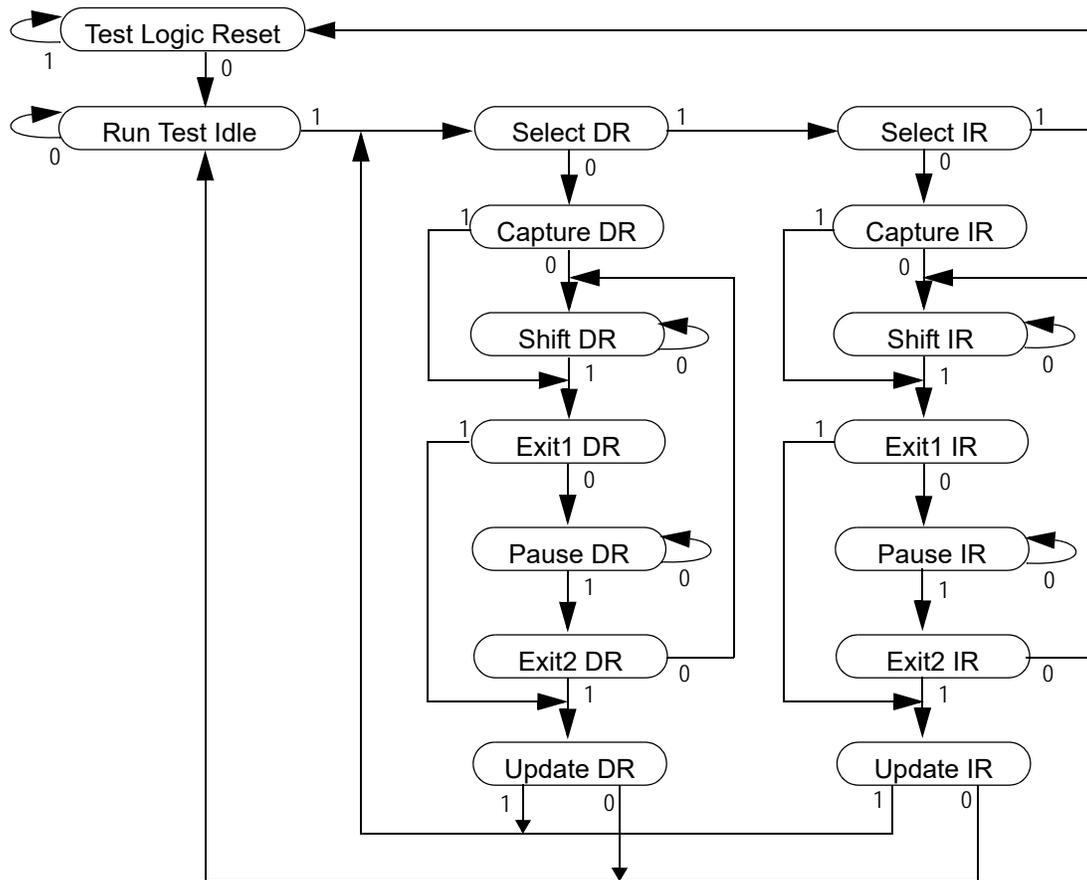 Test Logic Reset
1
0
Run Test Idle
0
1
Select DR
1
Select IR
1
0
0
Capture DR
1
Capture IR
1
0
0
Shift DR
0
Shift IR
0
1
1
Exit1 DR
1
Exit1 IR
1
0
0
Pause DR
0
Pause IR
0
1
1
Exit2 DR
0
Exit2 IR
0
1
1
Update DR
Update IR
1
0
1
0